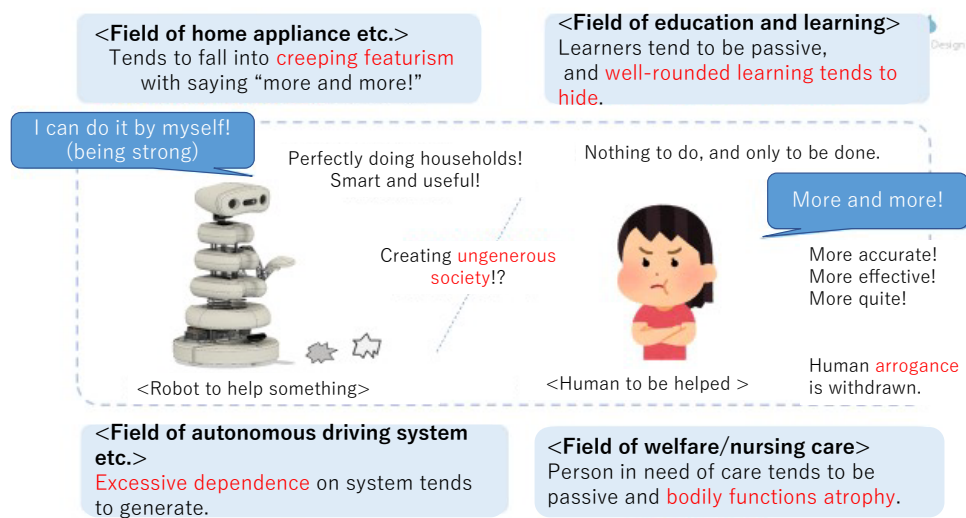 <Field of home appliance etc.>
Tends to fall into creeping featurism
with saying “more and more!”
<Field of education and learning>
Learners tend to be passive,
and well-rounded learning tends to
hide.
Design
I can do it by myself!
(being strong)
Perfectly doing households!
Smart and useful!
Nothing to do, and only to be done.
More and more!
Creating ungenerous
society!?
More accurate!
More effective!
More quite!
Human arrogance
is withdrawn.
<Robot to help something>
<Human to be helped >
<Field of autonomous driving system
etc.>
Excessive dependence on system tends
to generate.
<Field of welfare/nursing care>
Person in need of care tends to be
passive and bodily functions atrophy.